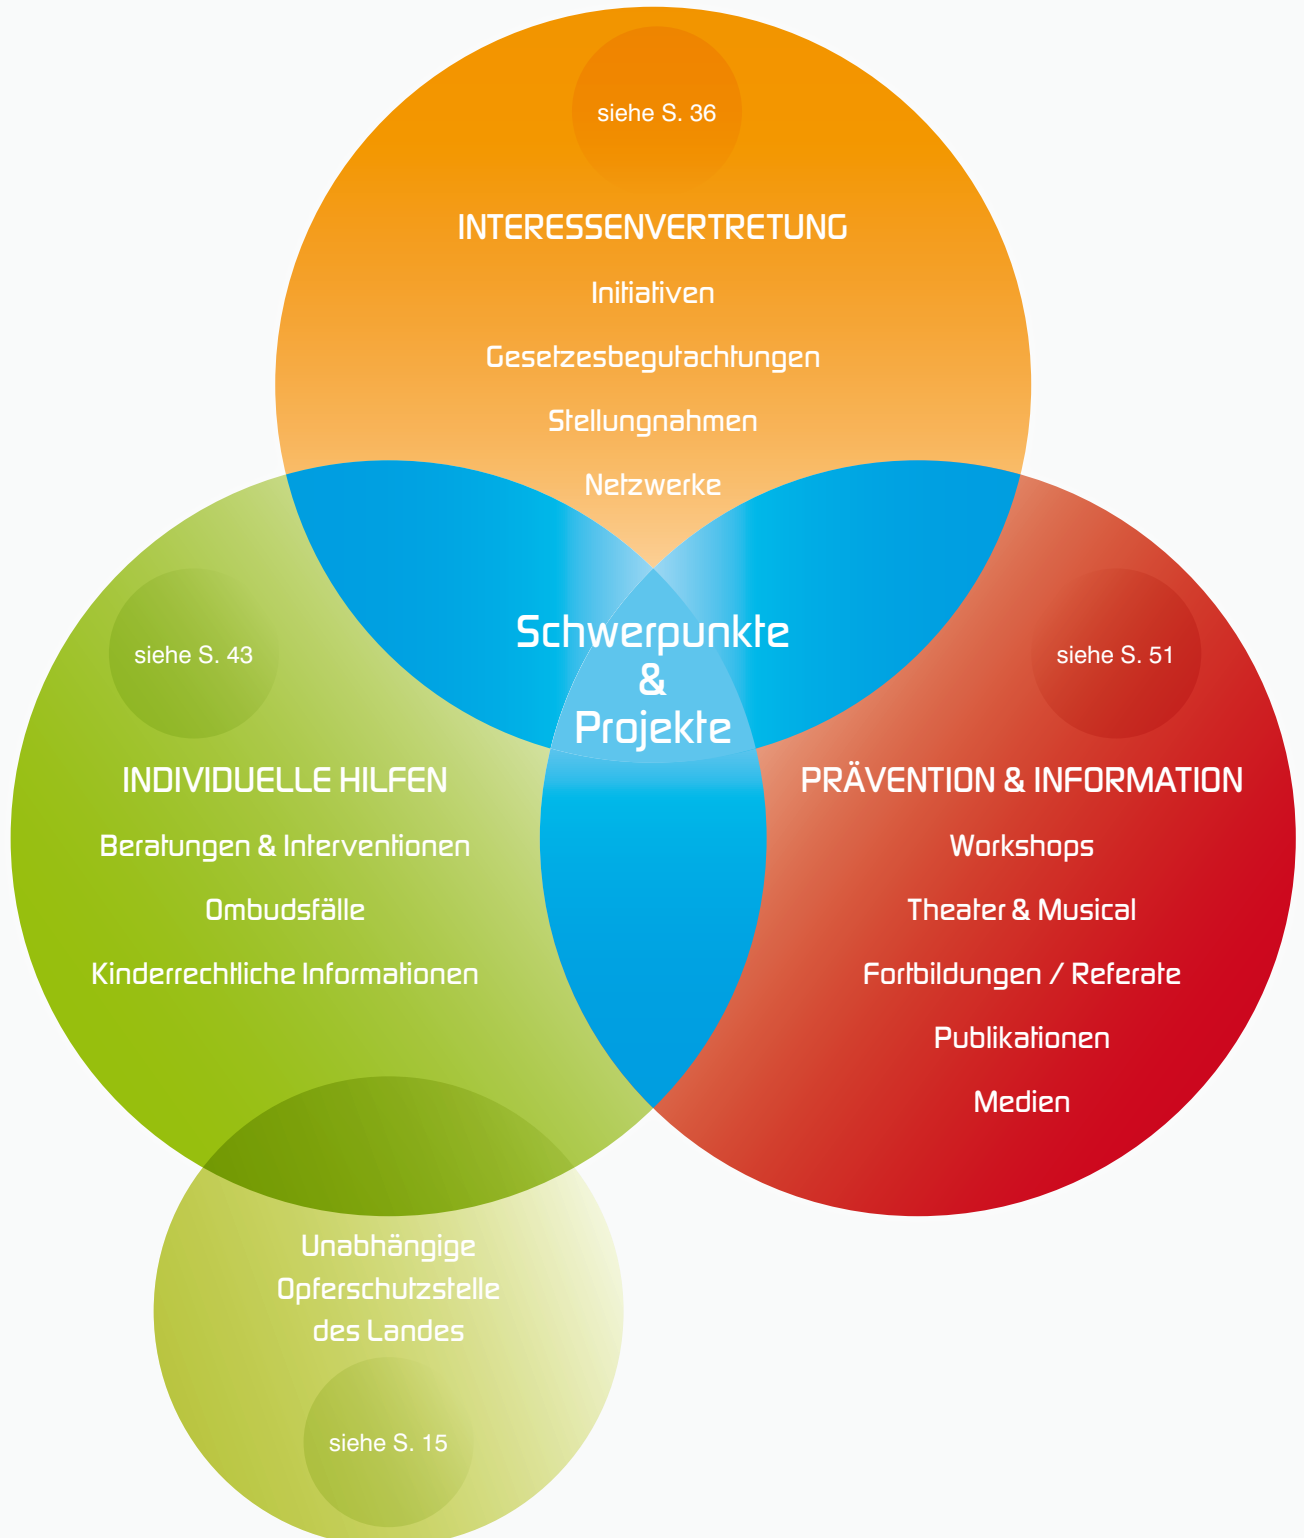 siehe S. 36
INTERESSENVERTRETUNG
Initiativen
Gesetzesbegutachtungen
Stellungnahmen
Netzwerke
Schwerpunkte
&
Projekte
siehe S. 43
INDIVIDUELLE HILFEN
Beratungen & Interventionen
Ombudsfälle
Kinderrechtliche Informationen
siehe S. 51
PRÄVENTION & INFORMATION
Workshops
Theater & Musical
Fortbildungen / Referate
Publikationen
Medien
Unabhängige
Opferschutzstelle
des Landes
siehe S. 15